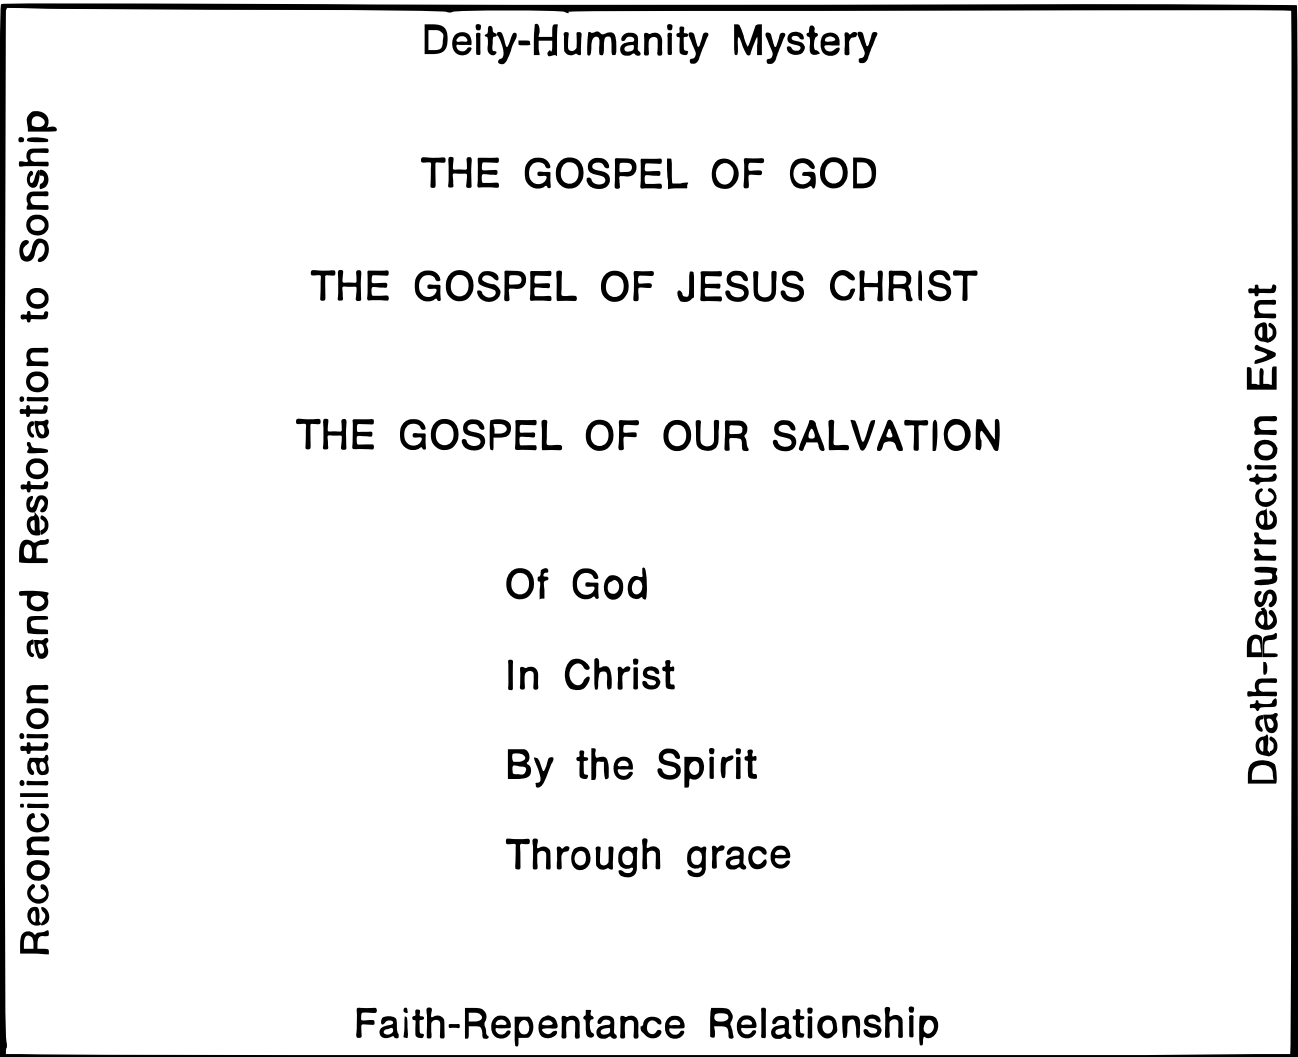 Deity-Humanity Mystery
THE GOSPEL OF GOD
THE GOSPEL OF JESUS CHRIST
THE GOSPEL OF OUR SALVATION
Of God
In Christ
By the Spirit
Through grace
Faith-Repentance Relationship
Reconciliation and Restoration to Sonship
Death-Resurrection Event